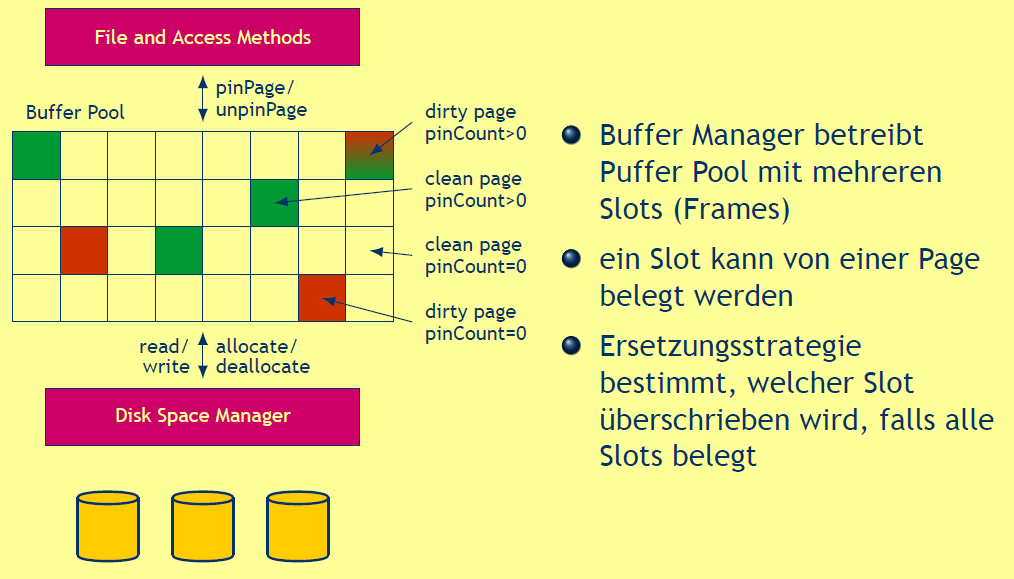 File and Access Methods
pinPage/
unpinPage
Buffer Pool
dirty page
pinCount>0
clean page
pinCount>0
clean page
pinCount=0
dirty page
pinCount=0
read/
write
allocate/
deallocate
Disk Space Manager
Buffer Manager betreibt
Puffer Pool mit mehreren
Slots (Frames)
ein Slot kann von einer Page
belegt werden
Ersetzungsstrategie
bestimmt, welcher Slot
überschrieben wird, falls alle
Slots belegt